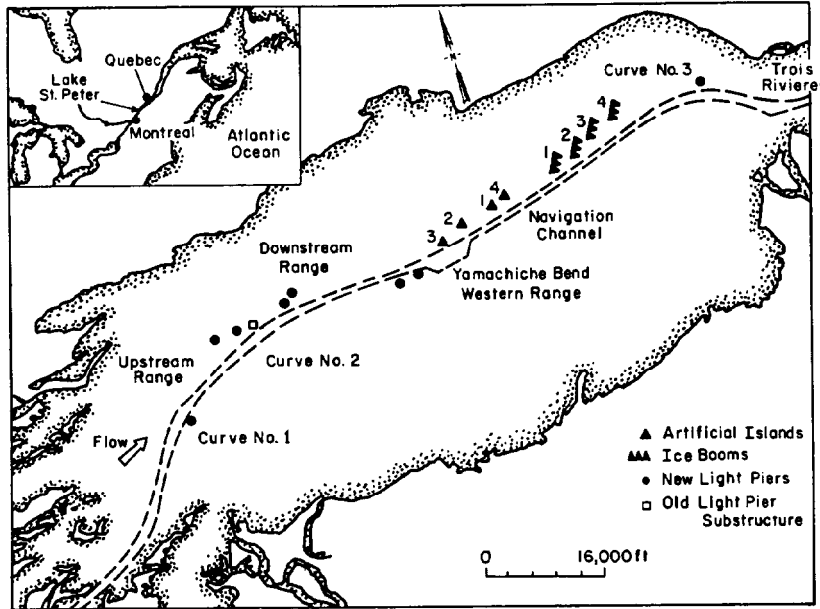 Quebec
Lake
St. Peter
Montreal
Atlantic
Ocean
N
Curve No. 3
Trois
Riviere
4
3
2
1
4
1
2
3
Navigation
Channel
Downstream
Range
Yamachiche Bend
Western Range
Upstream
Range
Curve No. 2
Flow
Curve No. 1
Artificial Islands
Ice Booms
New Light Piers
Old Light Pier
Substructure
0 16,000 ft